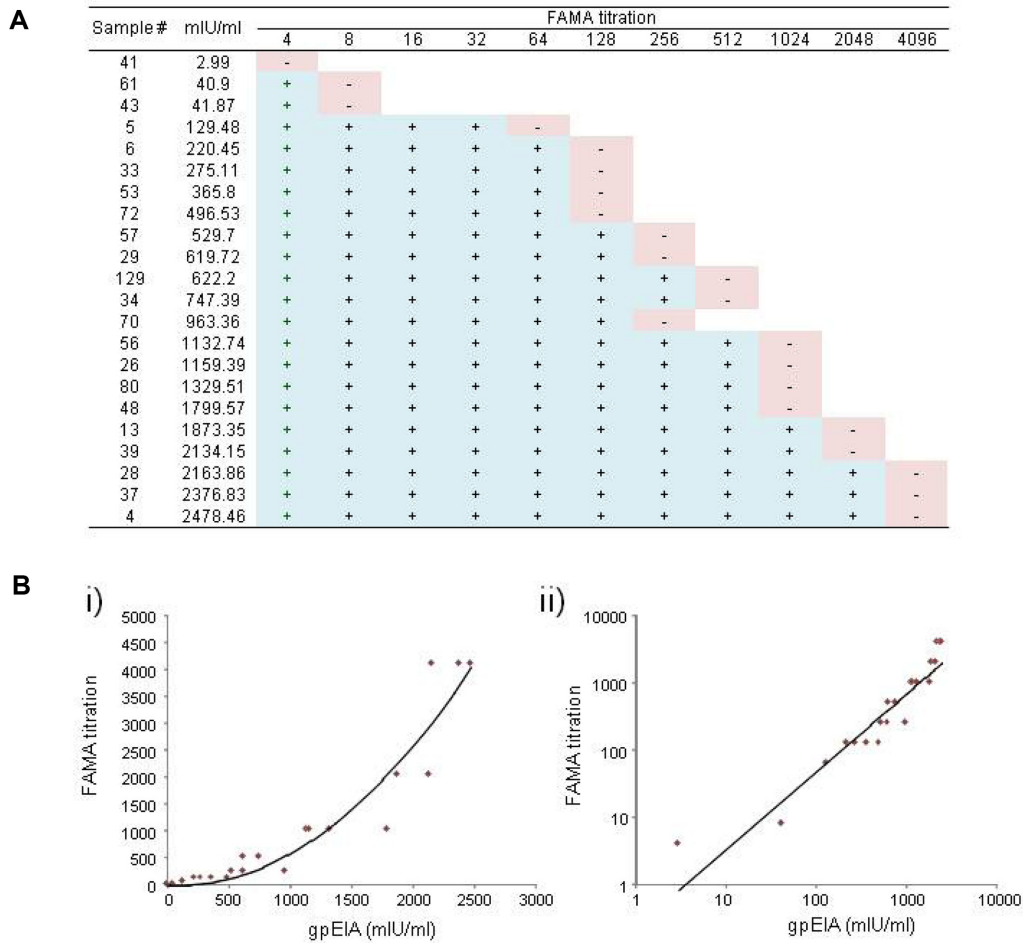 A
FAMA titration
Sample # mIU/ml 4 8 16 32 64 128 256 512 1024 2048 4096
41 2.99 -
61 40.9 + -
43 41.87 + -
5 129.48 + + + + -
6 220.45 + + + + + -
33 275.11 + + + + + -
53 365.8 + + + + + -
72 496.53 + + + + + -
57 529.7 + + + + + + -
29 619.72 + + + + + + -
129 622.2 + + + + + + + -
34 747.39 + + + + + + + -
70 963.36 + + + + + + -
56 1132.74 + + + + + + + + -
26 1159.39 + + + + + + + + -
80 1329.51 + + + + + + + + -
48 1799.57 + + + + + + + + -
13 1873.35 + + + + + + + + + -
39 2134.15 + + + + + + + + + -
28 2163.86 + + + + + + + + + + -
37 2376.83 + + + + + + + + + + -
4 2478.46 + + + + + + + + + + -
B
i)
5000
4500
4000
3500
3000
2500
2000
1500
1000
500
0
FAMA titration
0 500 1000 1500 2000 2500 3000
gpEIA (mIU/ml)
ii)
10000
1000
100
10
1
FAMA titration
1 10 100 1000 10000
gpEIA (mIU/ml)